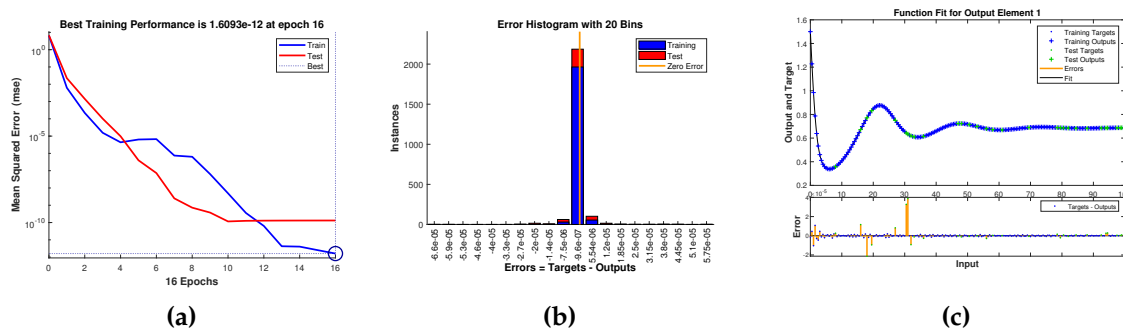 Best Training Performance is 1.6093e-12 at epoch 16
Mean Squared Error (mse)
10^0
10^-5
10^-10
Train
Test
Best
0 2 4 6 8 10 12 14 16
16 Epochs
(a)
Error Histogram with 20 Bins
Instances
2000
1500
1000
500
0
Training
Test
Zero Error
-6.6e-05
-5.9e-05
-5.3e-05
-4.6e-05
-4e-05
-3.3e-05
-2.7e-05
-2e-05
-1.4e-05
-7.5e-06
-9.6e-07
5.54e-06
1.2e-05
1.85e-05
2.5e-05
3.15e-05
3.8e-05
4.45e-05
5.1e-05
5.75e-05
Errors = Targets - Outputs
(b)
Function Fit for Output Element 1
Output and Target
1.6
1.4
1.2
1
0.8
0.6
0.4
0.2
Training Targets
Training Outputs
Test Targets
Test Outputs
Errors
Fit
10 20 30 40 50 60 70 80 90
Error
4
2
0
-2
Targets - Outputs
Input
(c)